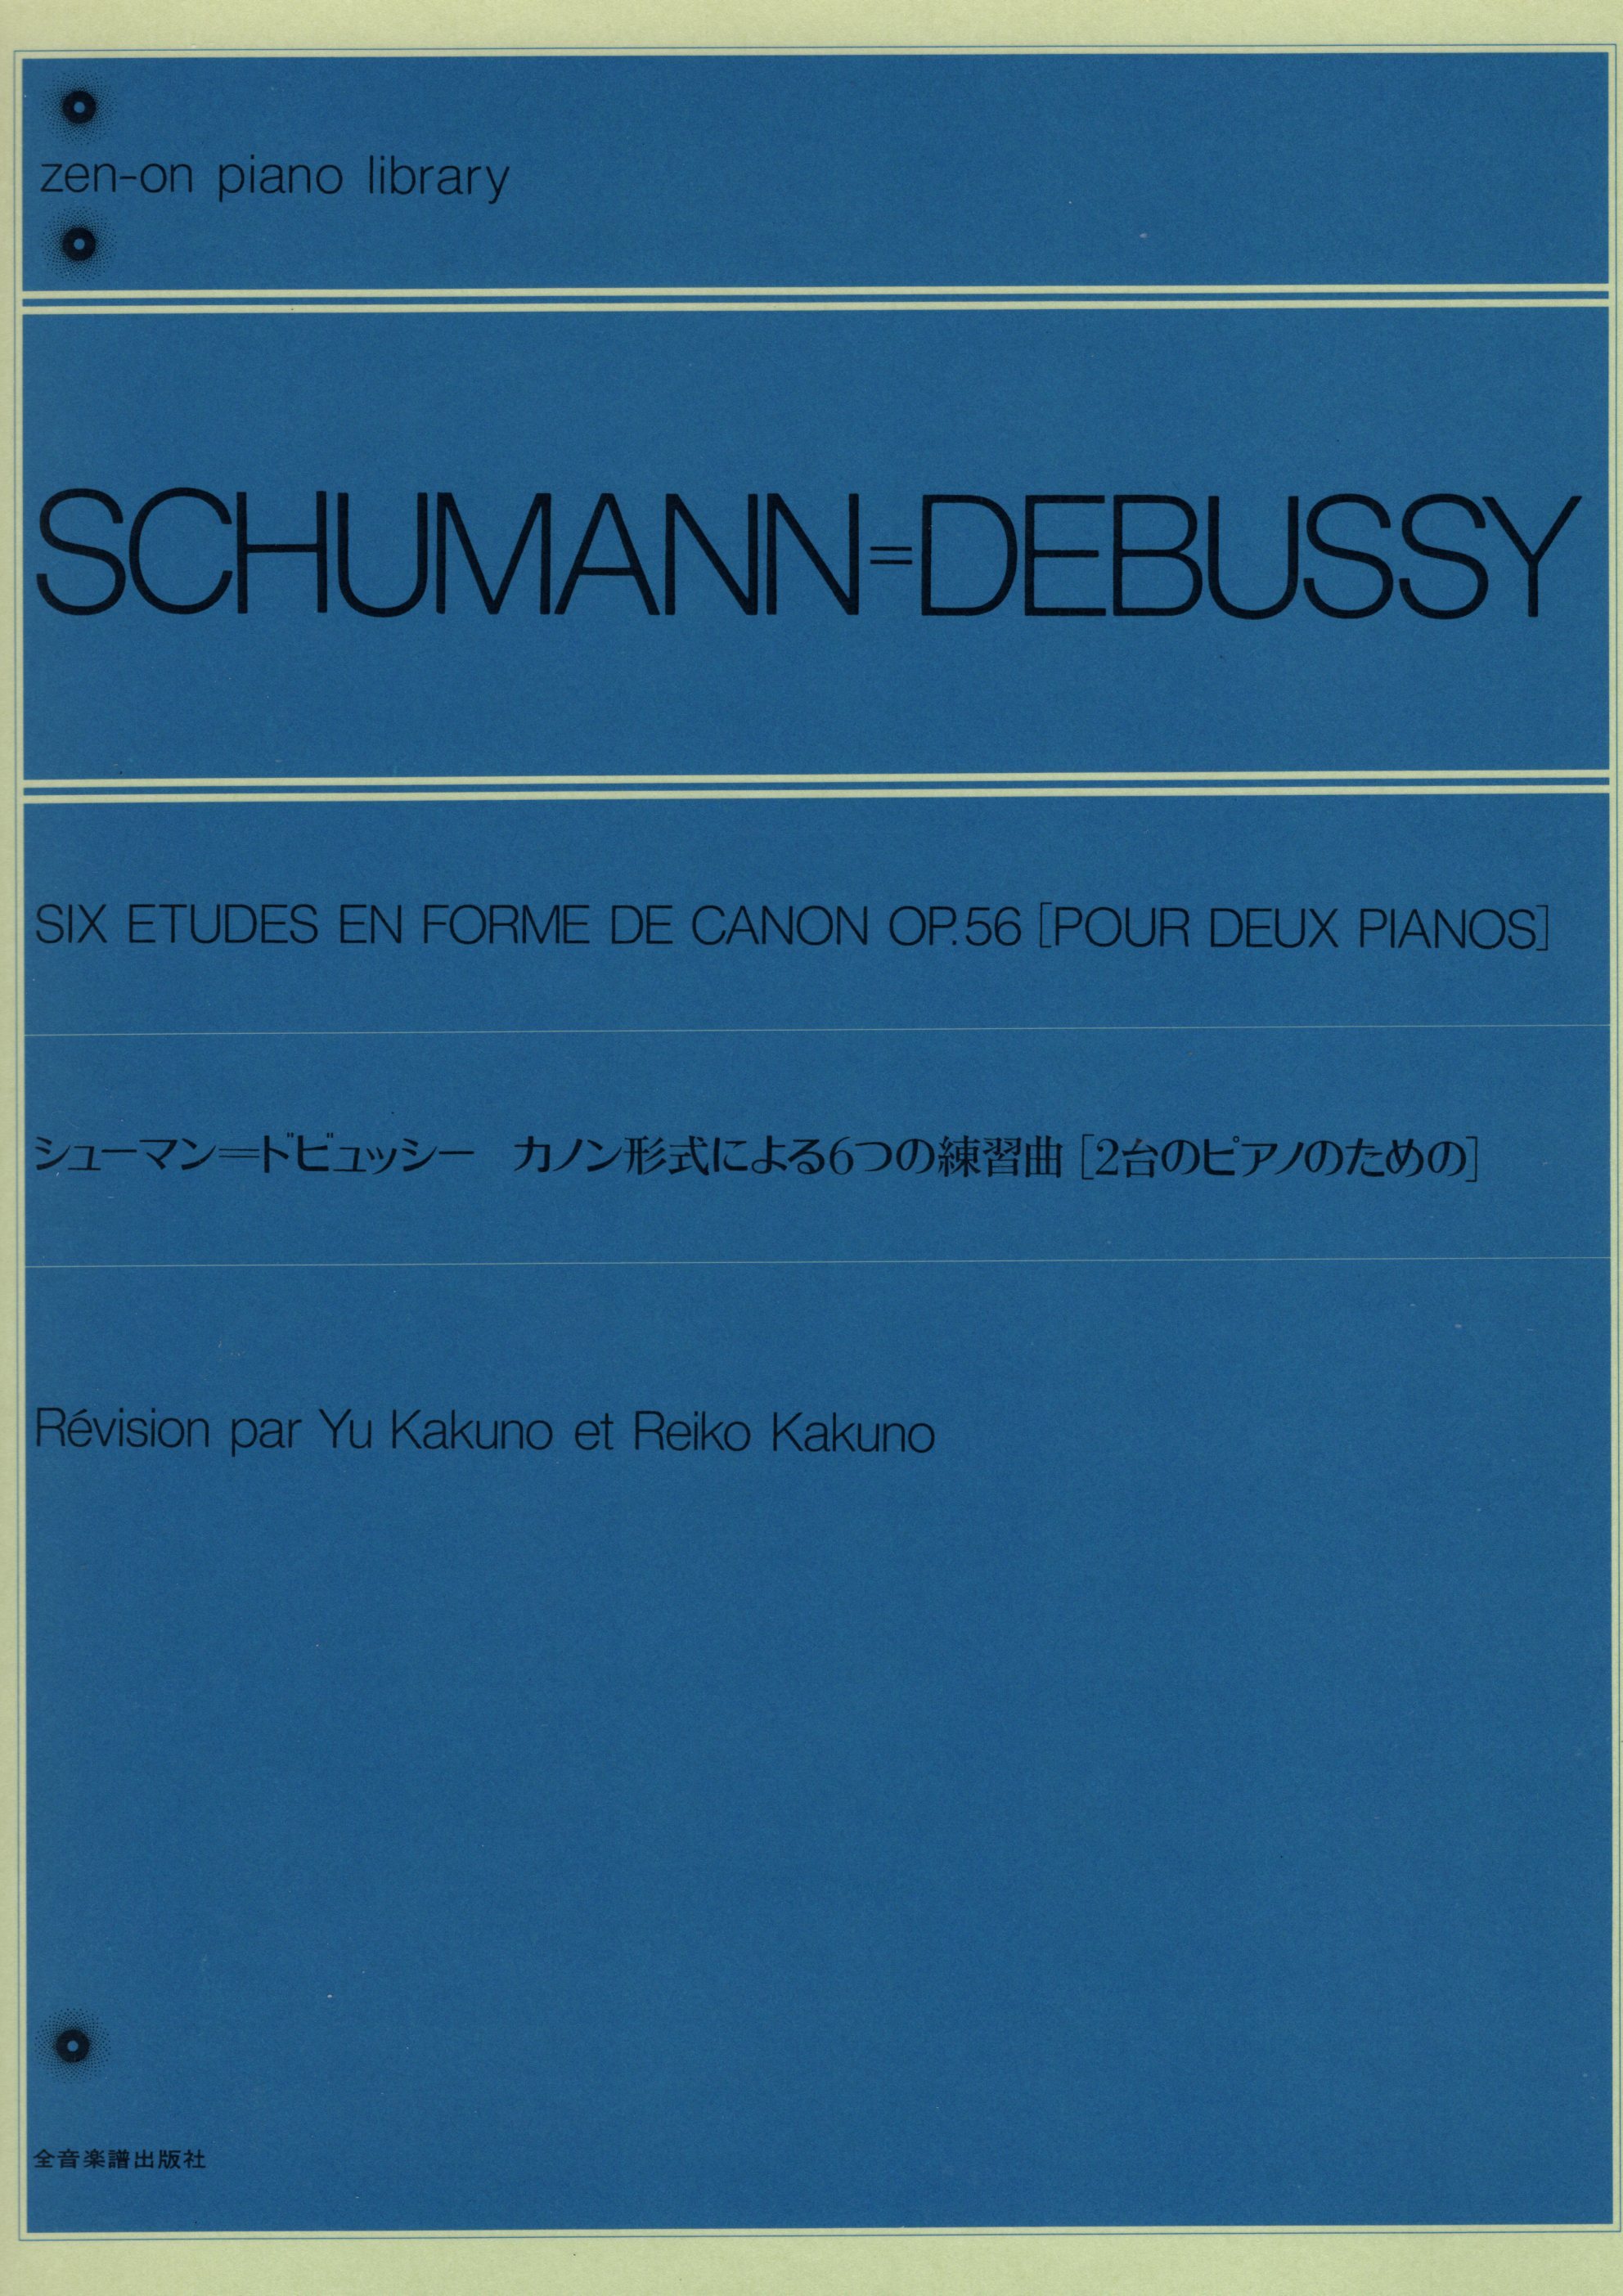 zen-on piano library
SCHUMANN=DEBUSSY
SIX ETUDES EN FORME DE CANON OP.56 [POUR DEUX PIANOS]
シューマン=ドビュッシー カノン形式による6つの練習曲 [2台のピアノのための]
Révision par Yu Kakuno et Reiko Kakuno
全音楽譜出版社